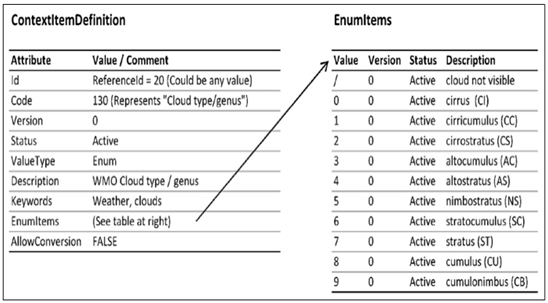 ContextItemDefinition
Attribute Value / Comment
Id ReferenceId = 20 (Could be any value)
Code 130 (Represents "Cloud type/genus")
Version 0
Status Active
ValueType Enum
Description WMO Cloud type / genus
Keywords Weather, clouds
EnumItems (See table at right)
AllowConversion FALSE
EnumItems
Value Version Status Description
/ 0 Active cloud not visible
0 0 Active cirrus (CI)
1 0 Active cirricumulus (CC)
2 0 Active cirrostratus (CS)
3 0 Active altocumulus (AC)
4 0 Active altostratus (AS)
5 0 Active nimbostratus (NS)
6 0 Active stratocumulus (SC)
7 0 Active stratus (ST)
8 0 Active cumulus (CU)
9 0 Active cumulonimbus (CB)